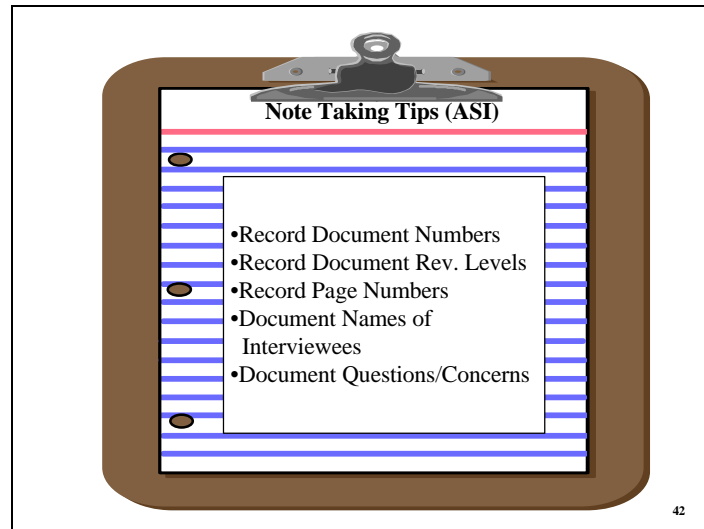 Note Taking Tips (ASI)
•Record Document Numbers
•Record Document Rev. Levels
•Record Page Numbers
•Document Names of
Interviewees
•Document Questions/Concerns
42